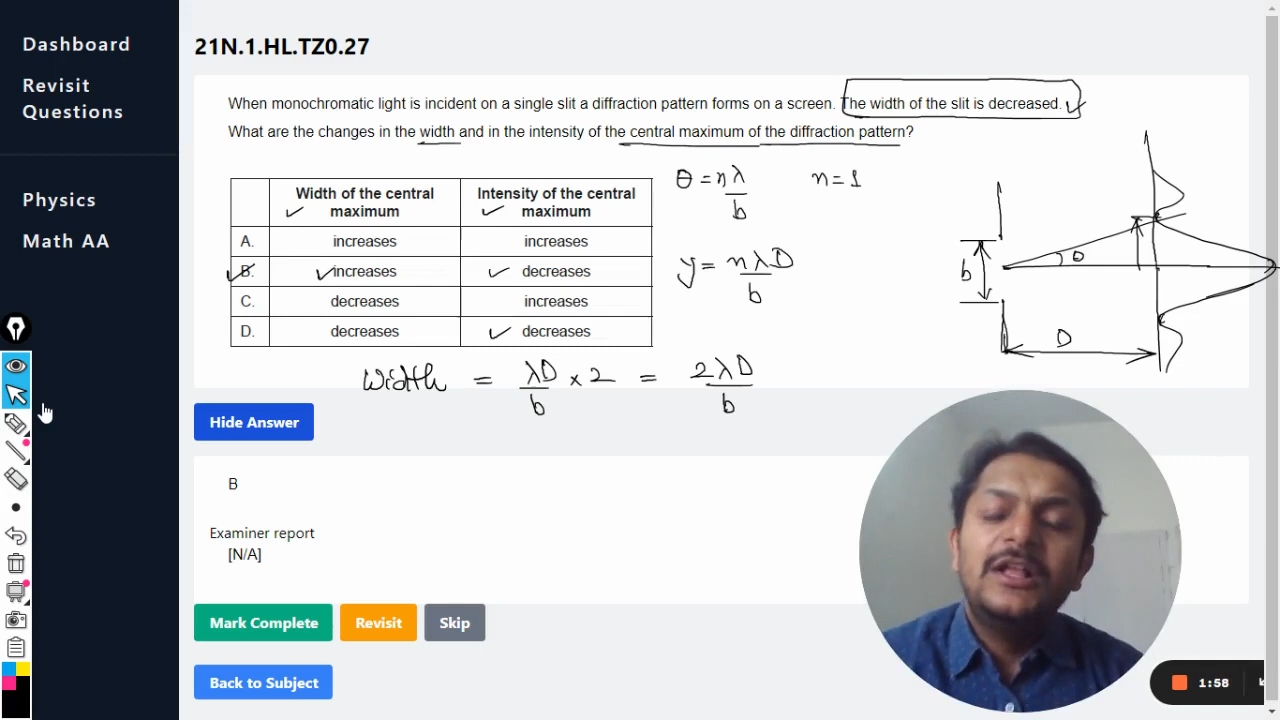 Dashboard
Revisit
Questions
Physics
Math AA
21N.1.HL.TZ0.27
When monochromatic light is incident on a single slit a diffraction pattern forms on a screen. The width of the slit is decreased.
What are the changes in the width and in the intensity of the central maximum of the diffraction pattern?
Width of the central maximum
Intensity of the central maximum
A. increases increases
B. increases decreases
C. decreases increases
D. decreases decreases
θ = nλ/b n = 1
y = nλD/b
Width = λD/b × 2 = 2λD/b
b
θ
D
Hide Answer
B
Examiner report
[N/A]
Mark Complete
Revisit
Skip
Back to Subject
1:58